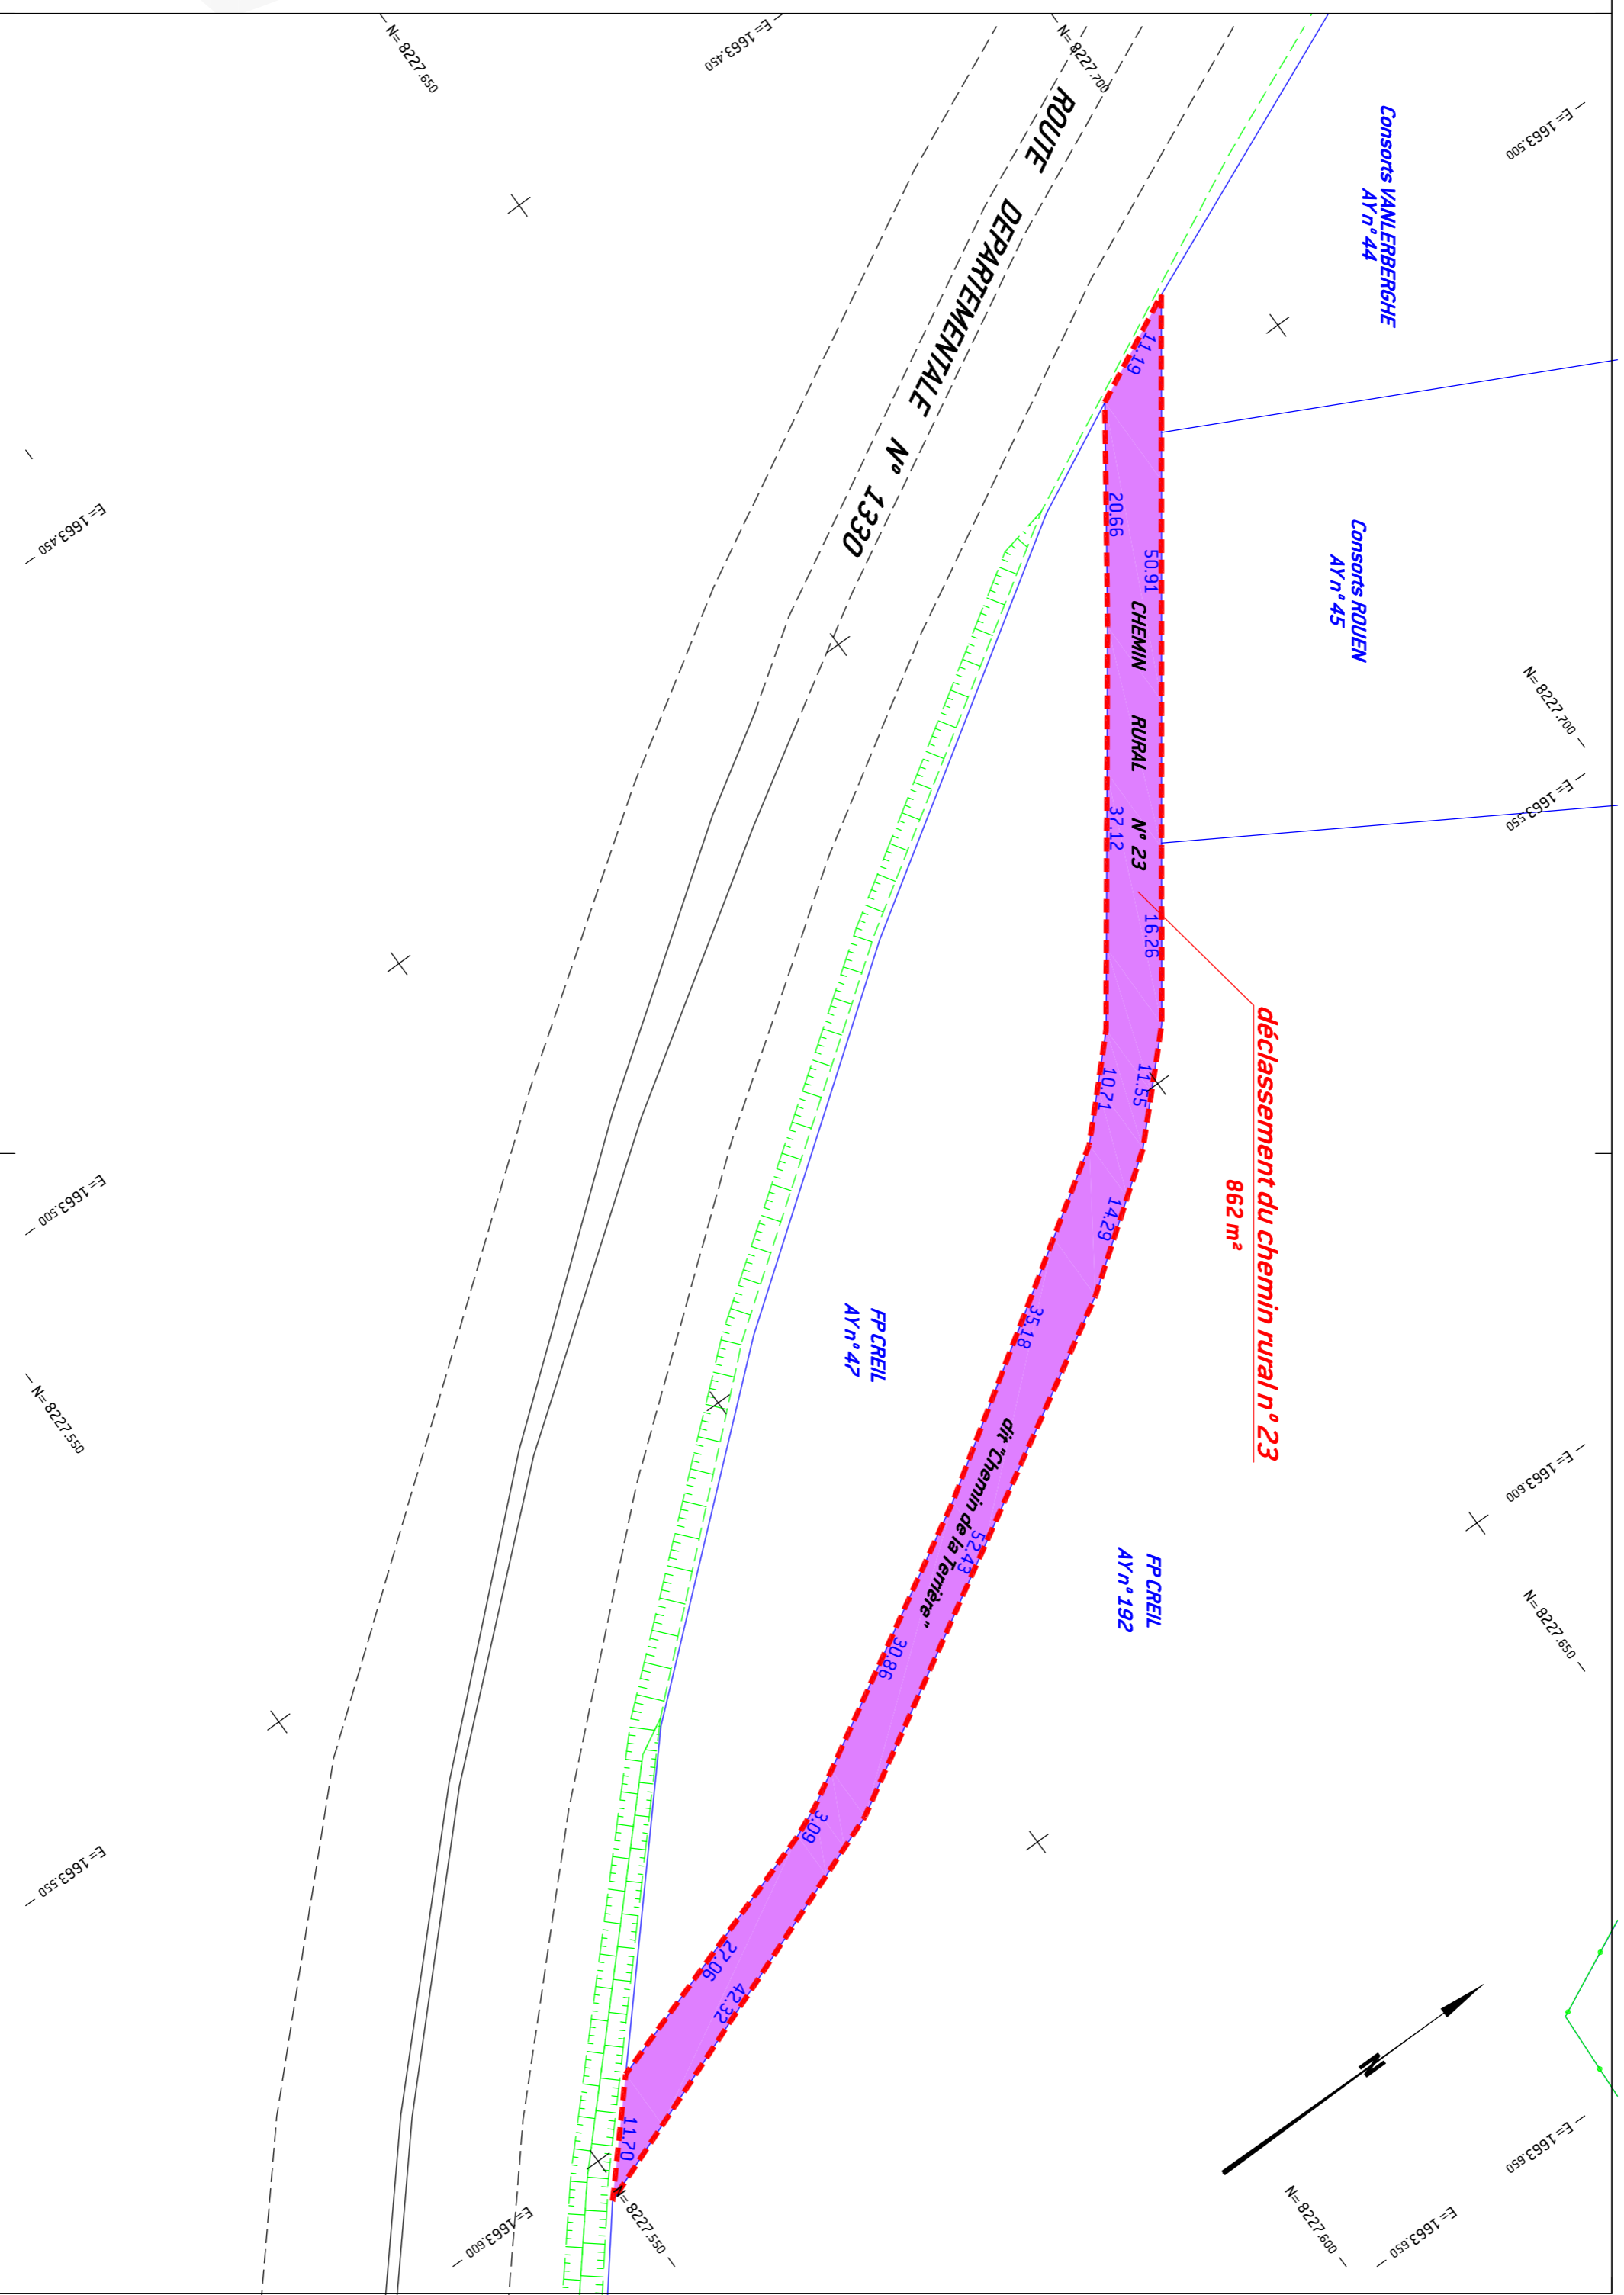 N= 8227.650
E= 1663.450
N= 8227.700
E= 1663.500
Consorts VANLERBERGHE
AY n° 44
ROUTE DEPARTEMENTALE N° 1330
11.19
20.66
50.91
Consorts ROUEN
AY n° 45
E= 1663.450
CHEMIN RURAL N° 23
N= 8227.700
E= 1663.550
37.12
16.26
déclassement du chemin rural n° 23
862 m²
10.71
11.55
14.29
E= 1663.500
35.18
FP CREIL
AY n° 47
N= 8227.550
dit "Chemin de la Terrière"
52.43
E= 1663.600
FP CREIL
AY n° 192
N= 8227.650
30.86
3.09
E= 1663.550
27.06
42.32
N
11.70
E= 1663.650
N= 8227.550
E= 1663.600
N= 8227.600
E= 1663.650